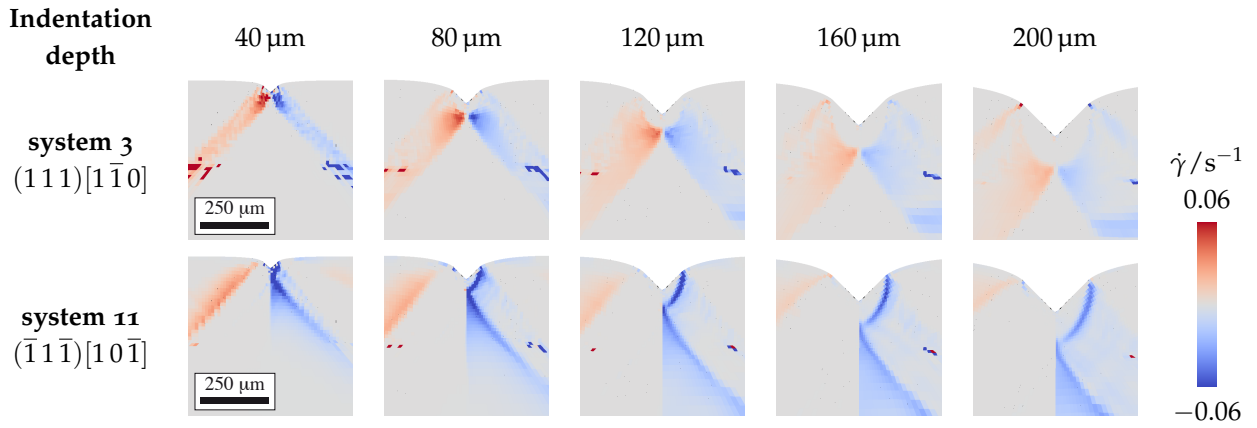 Indentation
depth
40 µm
80 µm
120 µm
160 µm
200 µm
system 3
(1 1 1)[1 1̄ 0]
250 µm
system 11
(1̄ 1 1̄)[1 0 1̄]
250 µm
γ̇/s⁻¹
0.06
−0.06